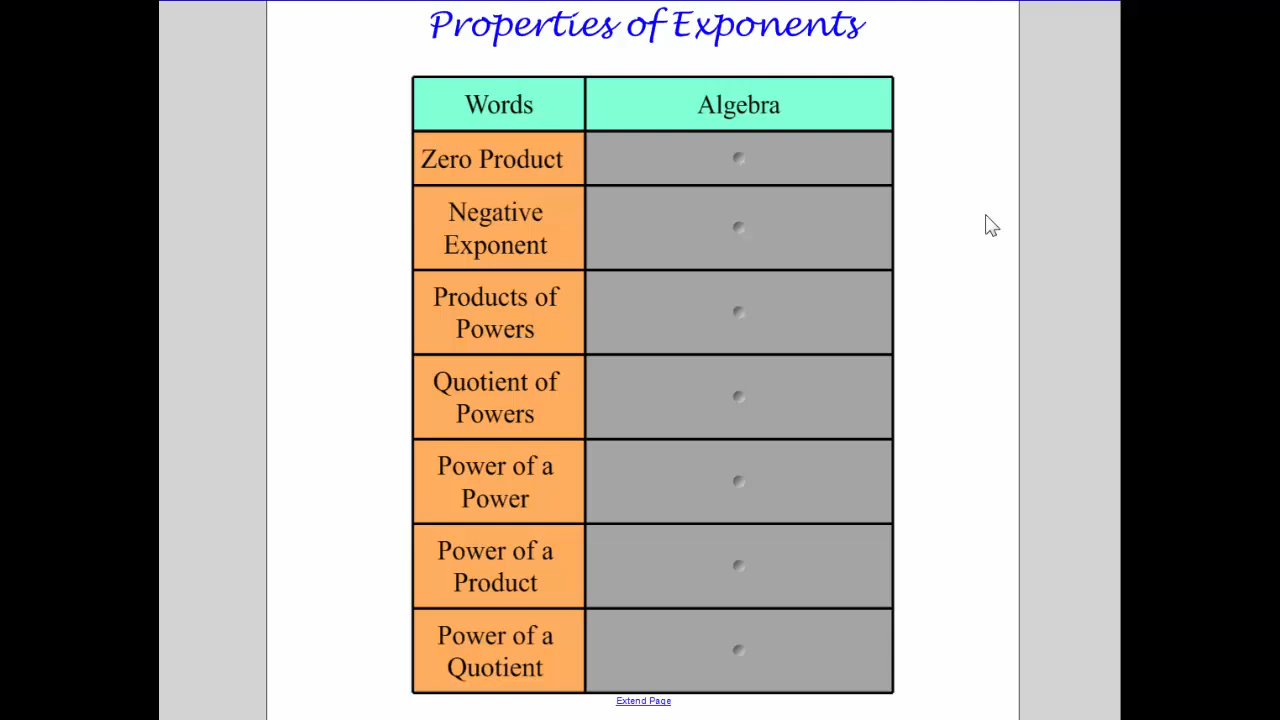 Properties of Exponents
Words Algebra
Zero Product
Negative
Exponent
Products of
Powers
Quotient of
Powers
Power of a
Power
Power of a
Product
Power of a
Quotient
Extend Page